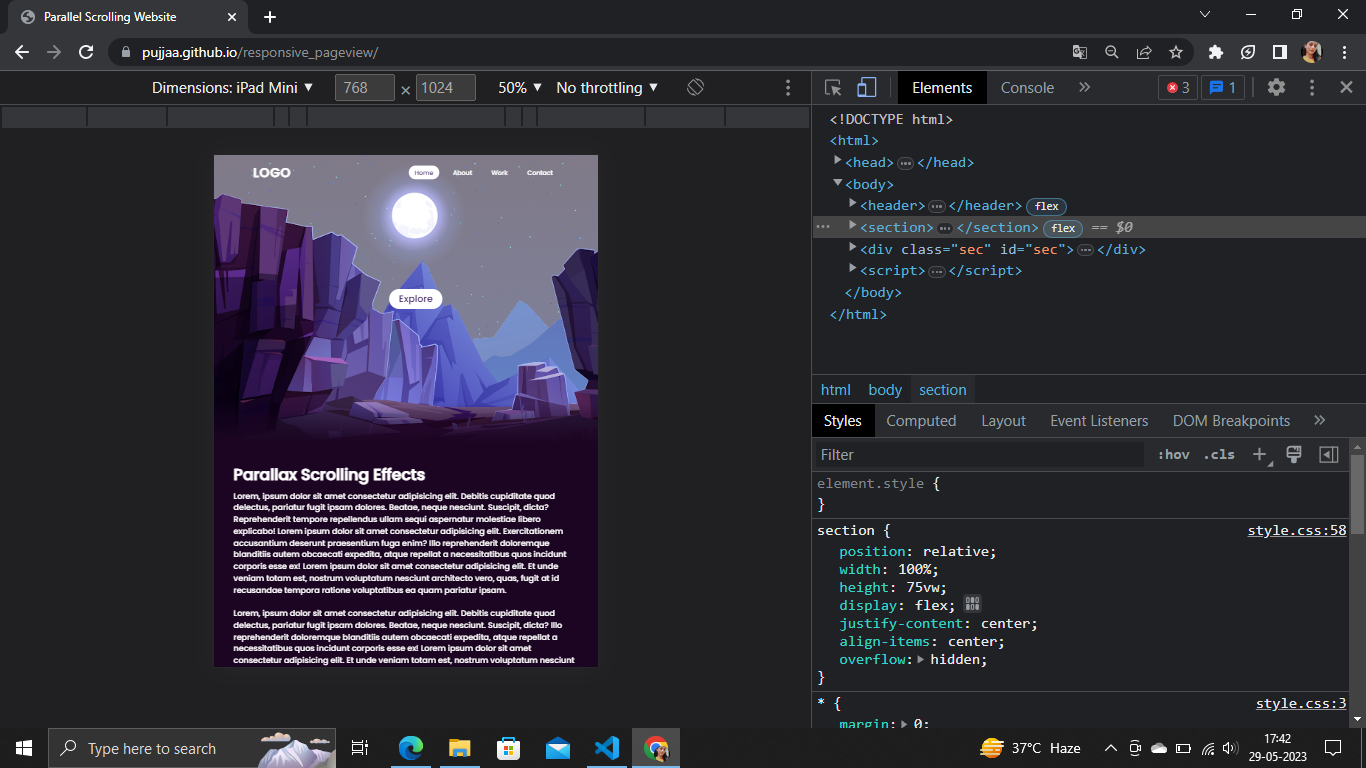 Parallel Scrolling Website
pujjaa.github.io/responsive_pageview/
Dimensions: iPad Mini ▼ 768 × 1024 50% ▼ No throttling ▼
Elements Console » 3 1
<!DOCTYPE html>
<html>
<head> ⋯ </head>
<body>
<header> ⋯ </header> flex
⋯ <section> ⋯ </section> flex == $0
<div class="sec" id="sec"> ⋯ </div>
<script> ⋯ </script>
</body>
</html>
html body section
Styles Computed Layout Event Listeners DOM Breakpoints »
Filter :hov .cls
element.style {
}
section { style.css:58
position: relative;
width: 100%;
height: 75vw;
display: flex;
justify-content: center;
align-items: center;
overflow: hidden;
}
* { style.css:3
margin: 0;
LOGO Home About Work Contact
Explore
Parallax Scrolling Effects
Lorem, ipsum dolor sit amet consectetur adipisicing elit. Debitis cupiditate quod
delectus, pariatur fugit ipsam dolores. Beatae, neque nesciunt. Suscipit, dicta?
Reprehenderit tempore repellendus ullam sequi aspernatur molestiae libero
explicabo! Lorem ipsum dolor sit amet consectetur adipisicing elit. Exercitationem
accusantium deserunt praesentium fuga enim? Illo reprehenderit doloremque
blanditiis autem obcaecati expedita, atque repellat a necessitatibus quos incidunt
corporis esse ex! Lorem ipsum dolor sit amet consectetur adipisicing elit. Et unde
veniam totam est, nostrum voluptatum nesciunt architecto vero, quas, fugit at id
recusandae tempora ratione voluptatibus ea quam pariatur ipsam.
Lorem, ipsum dolor sit amet consectetur adipisicing elit. Debitis cupiditate quod
delectus, pariatur fugit ipsam dolores. Beatae, neque nesciunt. Suscipit, dicta? Illo
reprehenderit doloremque blanditiis autem obcaecati expedita, atque repellat a
necessitatibus quos incidunt corporis esse ex! Lorem ipsum dolor sit amet
consectetur adipisicing elit. Et unde veniam totam est, nostrum voluptatum nesciunt
Type here to search
37°C Haze
17:42
29-05-2023